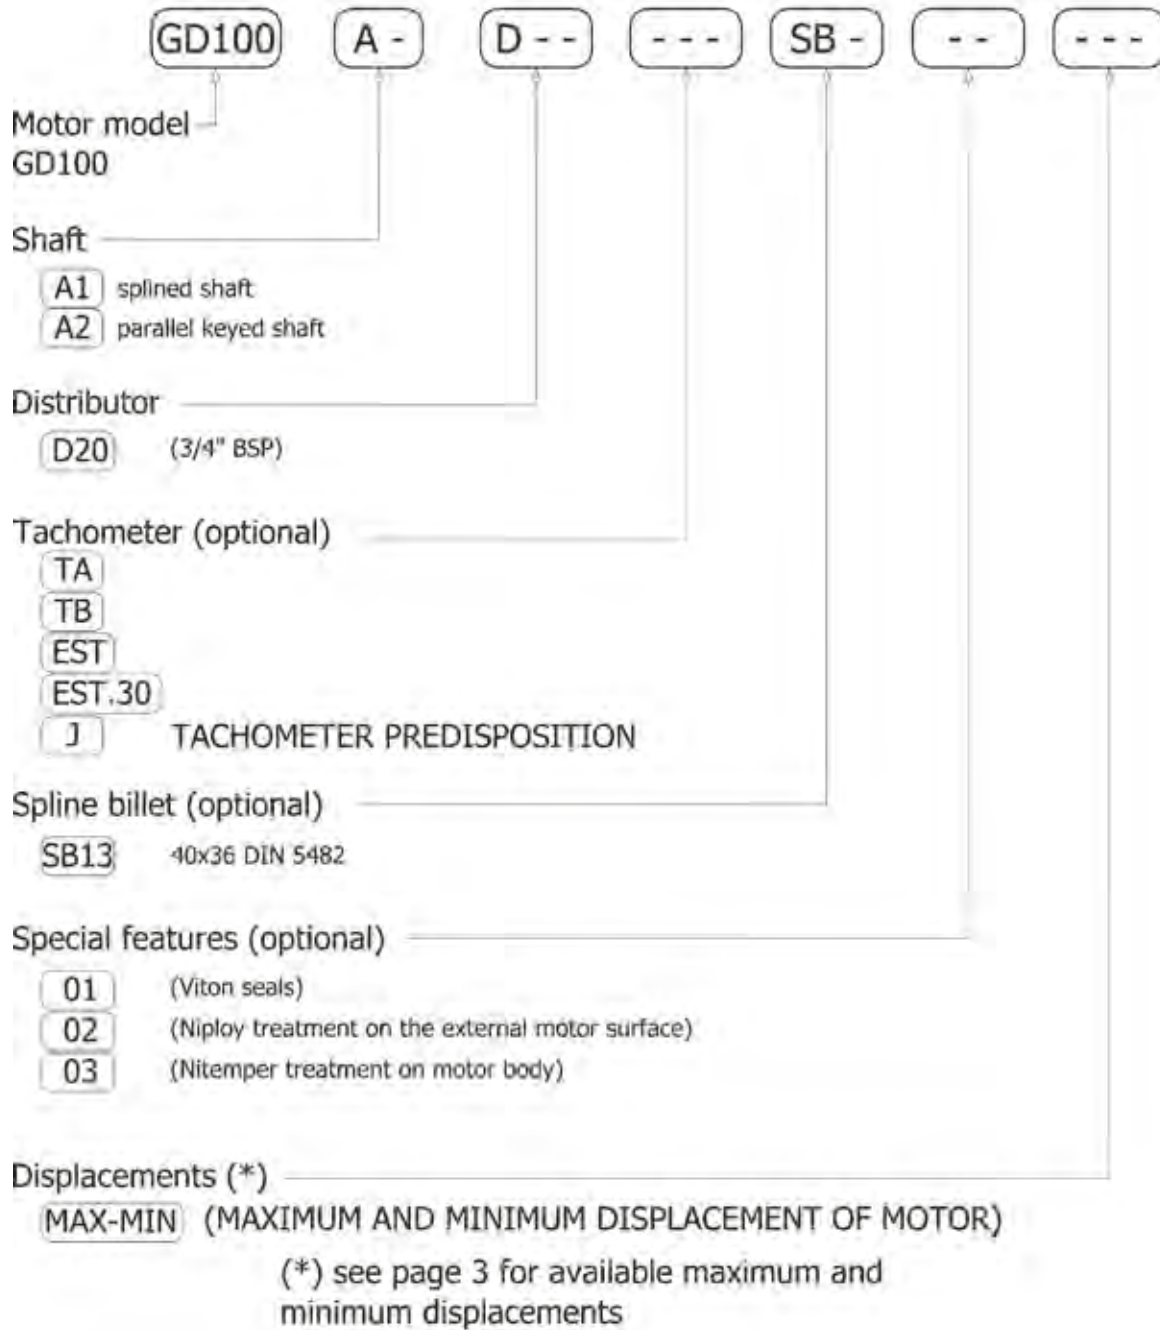 GD100 A - D - - - - - SB - - - - - -
Motor model
GD100
Shaft
A1 splined shaft
A2 parallel keyed shaft
Distributor
D20 (3/4" BSP)
Tachometer (optional)
TA
TB
EST
EST.30
J TACHOMETER PREDISPOSITION
Spline billet (optional)
SB13 40x36 DIN 5482
Special features (optional)
01 (Viton seals)
02 (Niploy treatment on the external motor surface)
03 (Nitemper treatment on motor body)
Displacements (*)
MAX-MIN (MAXIMUM AND MINIMUM DISPLACEMENT OF MOTOR)
(*) see page 3 for available maximum and
minimum displacements